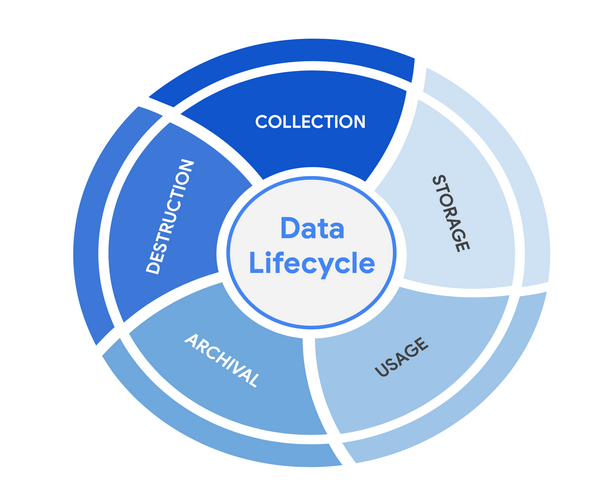 COLLECTION
STORAGE
USAGE
ARCHIVAL
DESTRUCTION
Data
Lifecycle